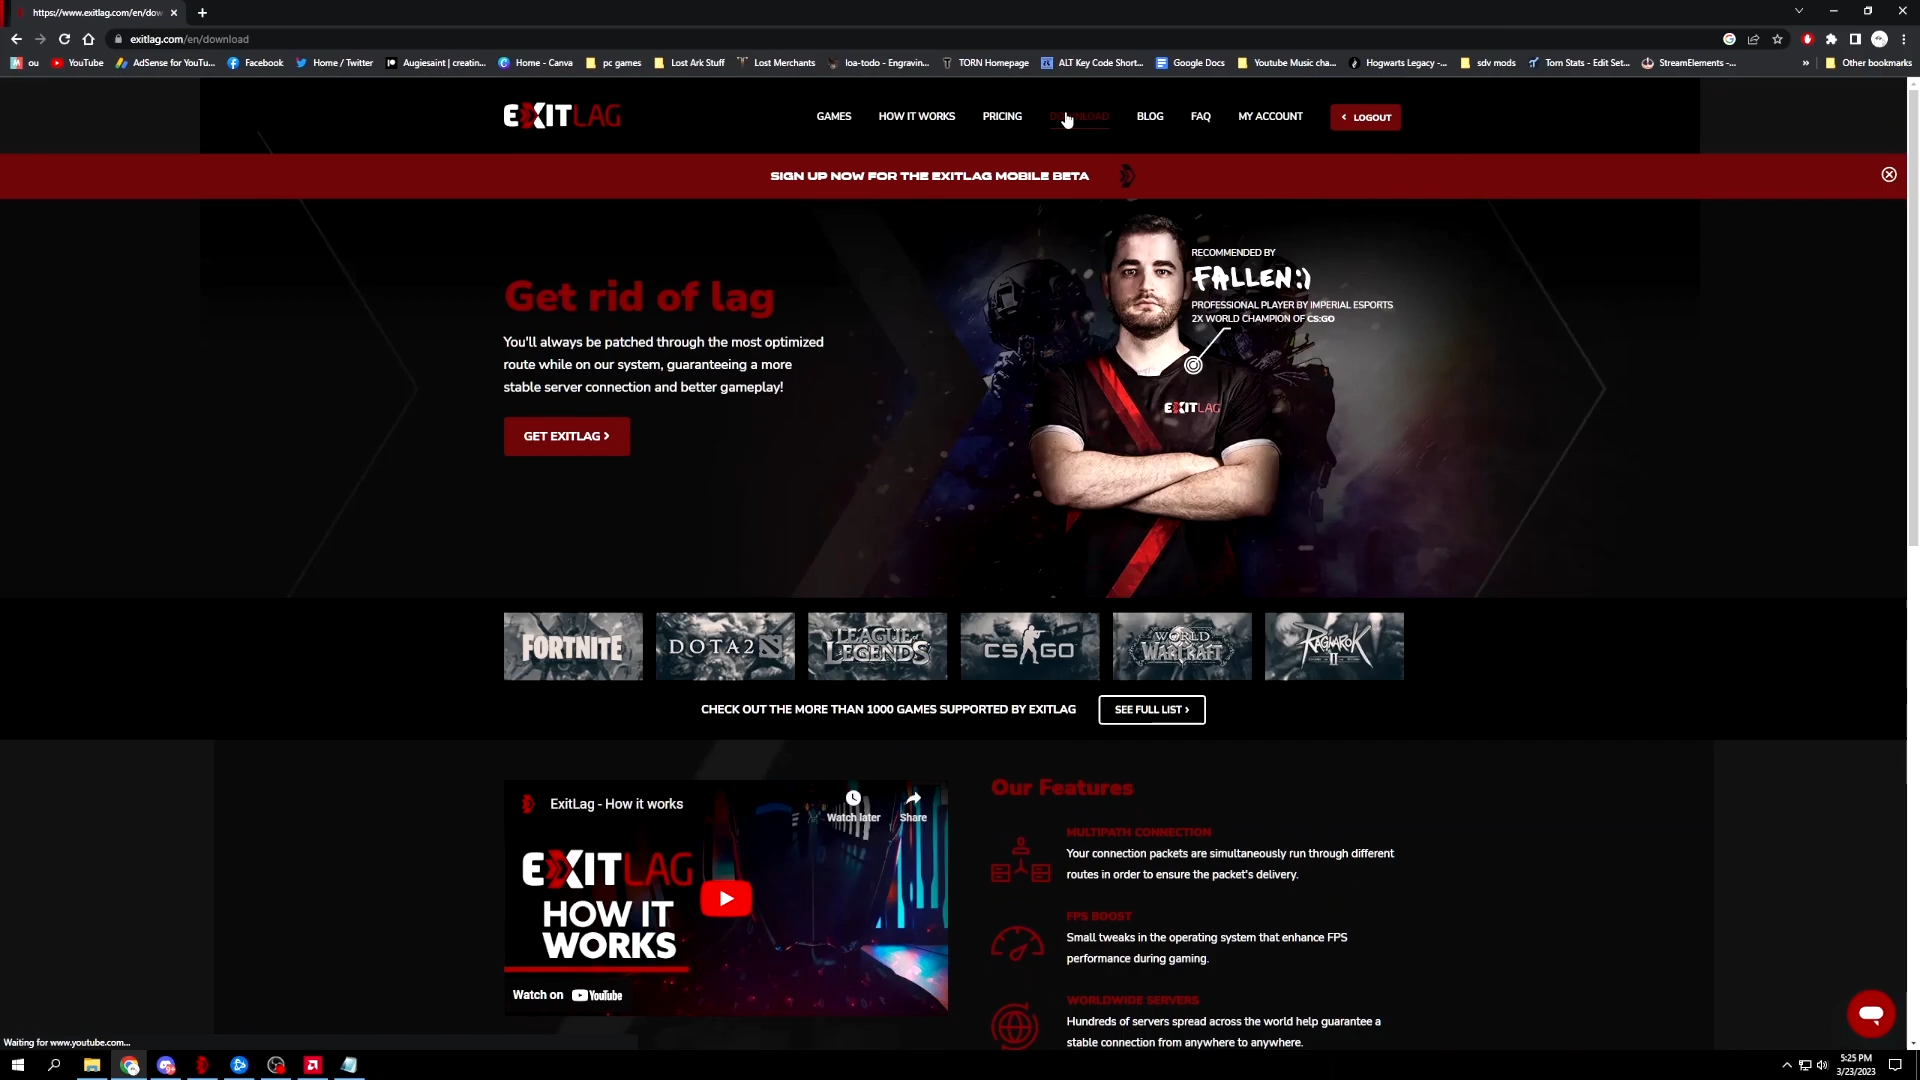 https://www.exitlag.com/en/dow
exitlag.com/en/download
ou
YouTube
AdSense for YouTu...
Facebook
Home / Twitter
Augiesaint | creatin...
Home - Canva
pc games
Lost Ark Stuff
Lost Merchants
loa-todo - Engravin...
TORN Homepage
ALT Key Code Short...
Google Docs
Youtube Music cha...
Hogwarts Legacy -...
sdv mods
Torn Stats - Edit Set...
StreamElements -...
»
Other bookmarks
EXITLAG
GAMES
HOW IT WORKS
PRICING
DOWNLOAD
BLOG
FAQ
MY ACCOUNT
LOGOUT
SIGN UP NOW FOR THE EXITLAG MOBILE BETA
Get rid of lag
You'll always be patched through the most optimized
route while on our system, guaranteeing a more
stable server connection and better gameplay!
GET EXITLAG >
RECOMMENDED BY
FALLEN:)
PROFESSIONAL PLAYER BY IMPERIAL ESPORTS
2X WORLD CHAMPION OF CS:GO
EXITLAG
FORTNITE
DOTA 2
LEAGUE OF LEGENDS
CS GO
WORLD OF WARCRAFT
RAGNAROK II
CHECK OUT THE MORE THAN 1000 GAMES SUPPORTED BY EXITLAG
SEE FULL LIST >
ExitLag - How it works
Watch later
Share
EXITLAG
HOW IT
WORKS
Watch on YouTube
Our Features
MULTIPATH CONNECTION
Your connection packets are simultaneously run through different
routes in order to ensure the packet's delivery.
FPS BOOST
Small tweaks in the operating system that enhance FPS
performance during gaming.
WORLDWIDE SERVERS
Hundreds of servers spread across the world help guarantee a
stable connection from anywhere to anywhere.
Waiting for www.youtube.com...
5:25 PM
3/23/2023